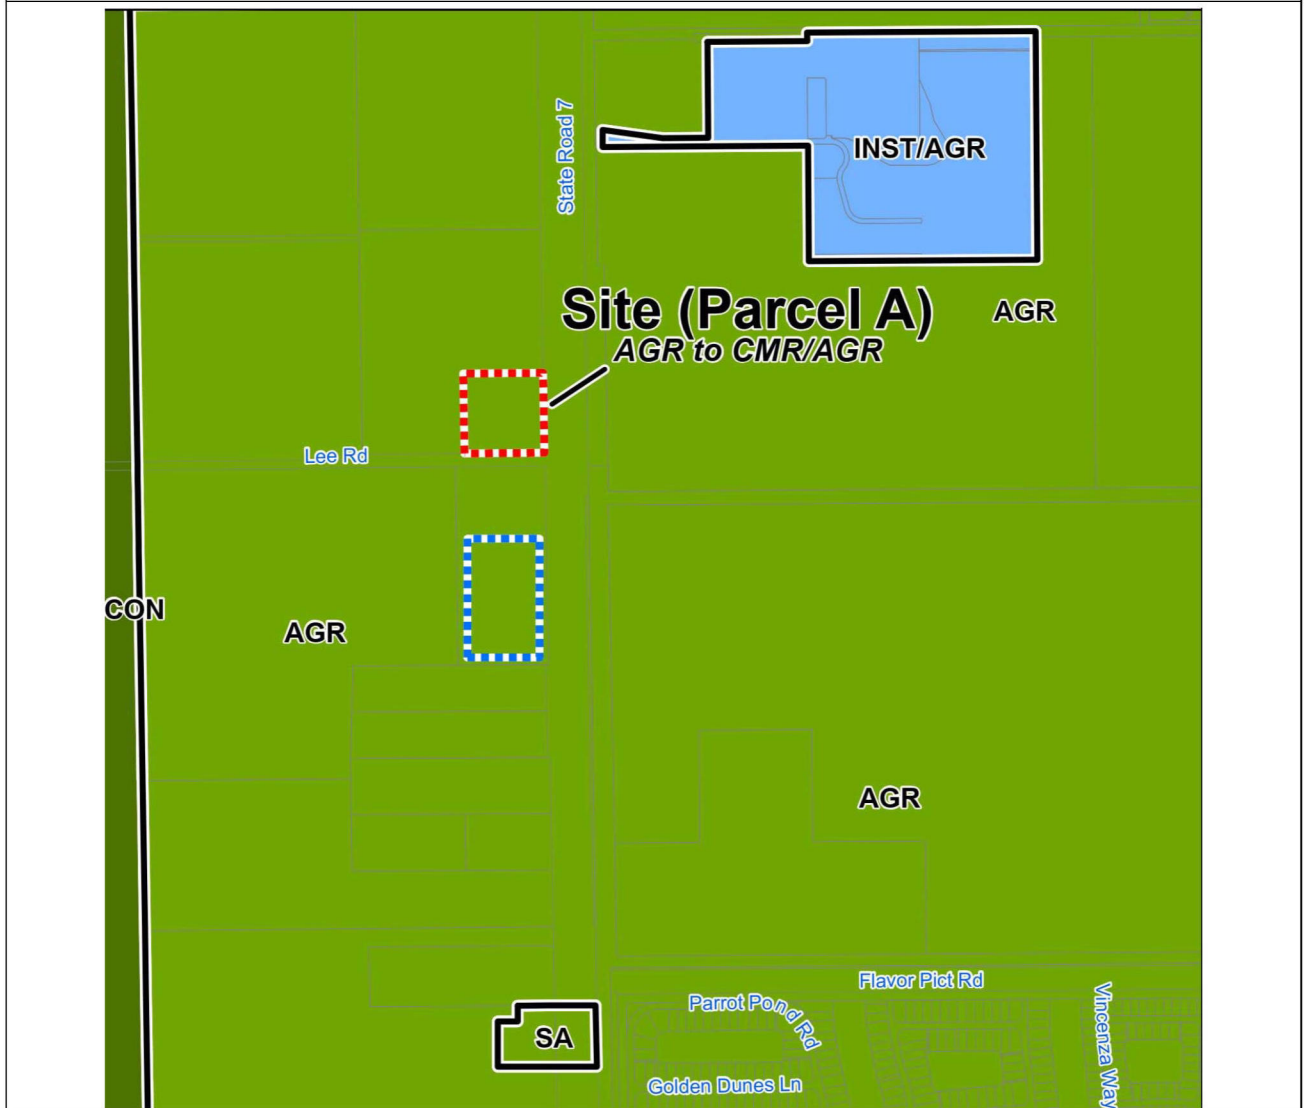 State Road 7
INST/AGR
Site (Parcel A)
AGR
AGR to CMR/AGR
Lee Rd
CON
AGR
AGR
Flavor Pict Rd
Parrot Pond Rd
Vincenza Way
SA
Golden Dunes Ln